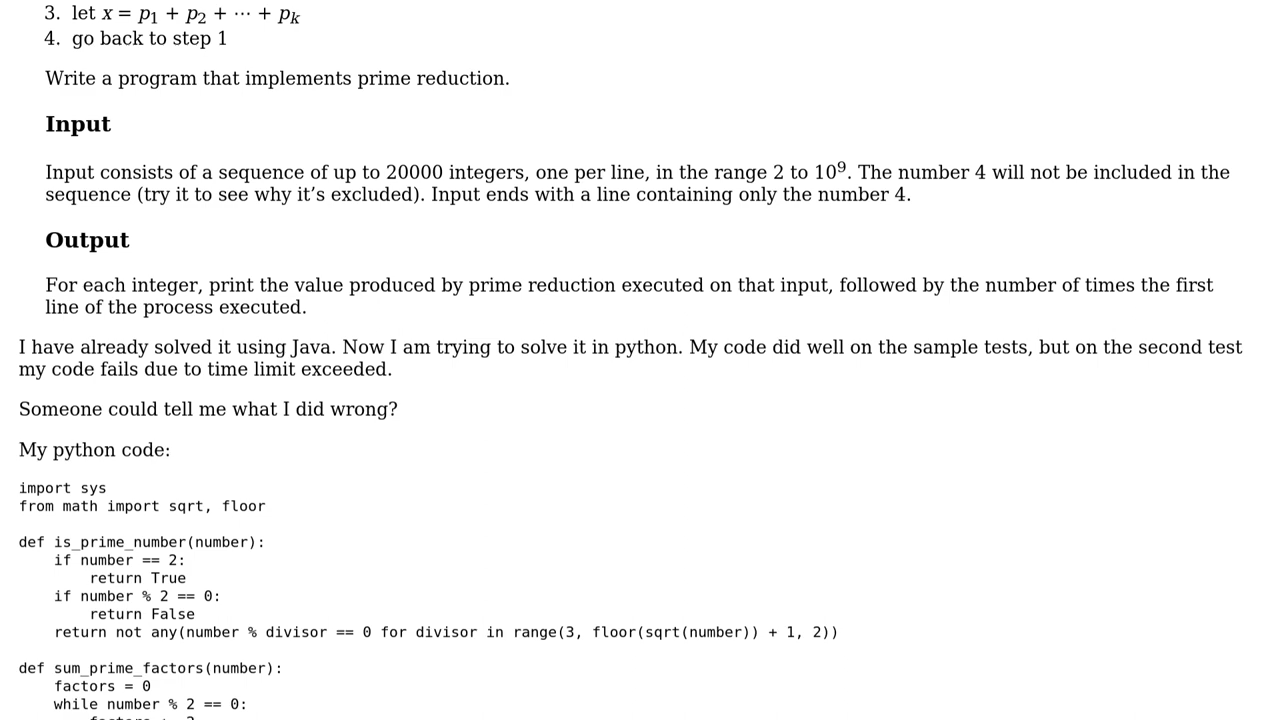 3. let x = p1 + p2 + ⋯ + pk
4. go back to step 1
Write a program that implements prime reduction.
Input
Input consists of a sequence of up to 20000 integers, one per line, in the range 2 to 10⁹. The number 4 will not be included in the
sequence (try it to see why it’s excluded). Input ends with a line containing only the number 4.
Output
For each integer, print the value produced by prime reduction executed on that input, followed by the number of times the first
line of the process executed.
I have already solved it using Java. Now I am trying to solve it in python. My code did well on the sample tests, but on the second test
my code fails due to time limit exceeded.
Someone could tell me what I did wrong?
My python code:
import sys
from math import sqrt, floor
def is_prime_number(number):
    if number == 2:
        return True
    if number % 2 == 0:
        return False
    return not any(number % divisor == 0 for divisor in range(3, floor(sqrt(number)) + 1, 2))
def sum_prime_factors(number):
    factors = 0
    while number % 2 == 0: